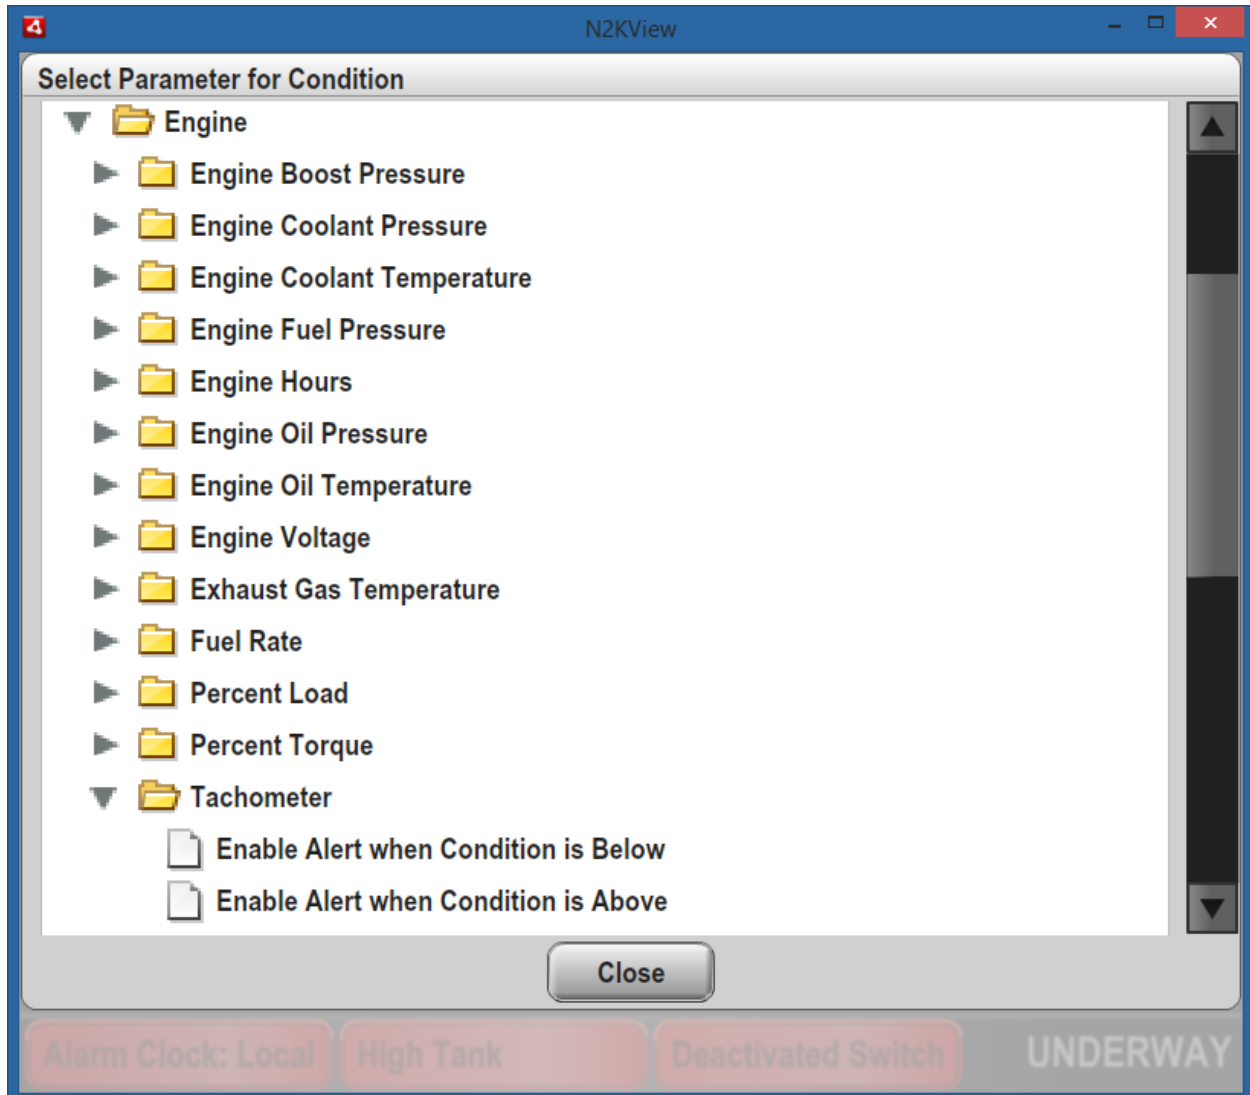 N2KView
Select Parameter for Condition
Engine
Engine Boost Pressure
Engine Coolant Pressure
Engine Coolant Temperature
Engine Fuel Pressure
Engine Hours
Engine Oil Pressure
Engine Oil Temperature
Engine Voltage
Exhaust Gas Temperature
Fuel Rate
Percent Load
Percent Torque
Tachometer
Enable Alert when Condition is Below
Enable Alert when Condition is Above
Close
Alarm Clock: Local High Tank Deactivated Switch UNDERWAY